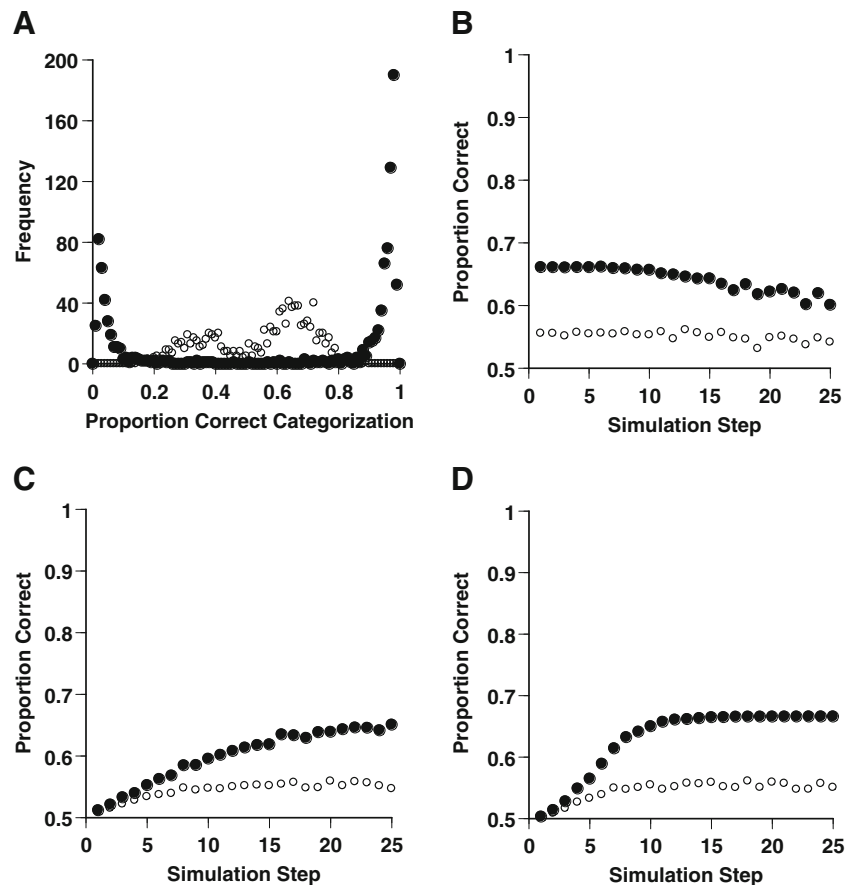 A
200
160
120
80
40
0
Frequency
0 0.2 0.4 0.6 0.8 1
Proportion Correct Categorization
B
1
0.9
0.8
0.7
0.6
0.5
Proportion Correct
0 5 10 15 20 25
Simulation Step
C
1
0.9
0.8
0.7
0.6
0.5
Proportion Correct
0 5 10 15 20 25
Simulation Step
D
1
0.9
0.8
0.7
0.6
0.5
Proportion Correct
0 5 10 15 20 25
Simulation Step